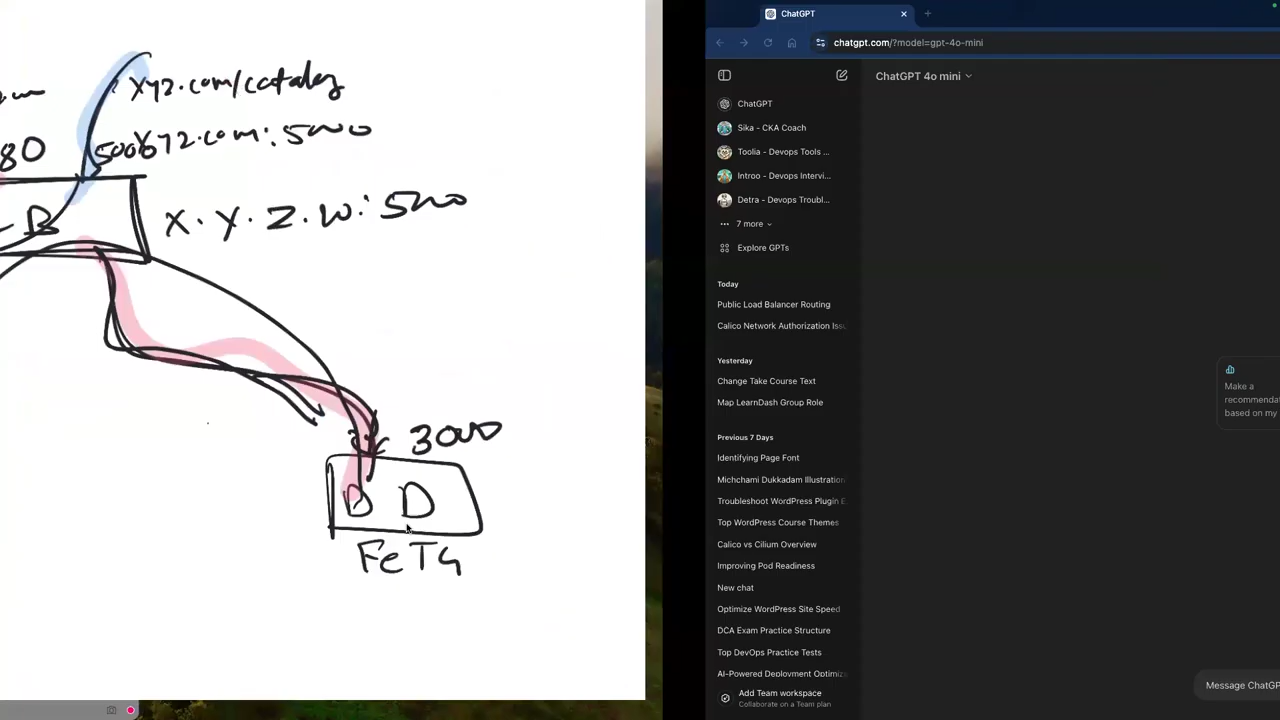 xyz.com/catalog
80
5000
xyz.com:5000
-B
X.Y.Z.W:5000
3000
D D
FeTG
ChatGPT
chatgpt.com/?model=gpt-4o-mini
ChatGPT 4o mini
ChatGPT
Sika - CKA Coach
Toolia - Devops Tools ...
Introo - Devops Intervi...
Detra - Devops Troubl...
7 more
Explore GPTs
Today
Public Load Balancer Routing
Calico Network Authorization Issu
Yesterday
Change Take Course Text
Map LearnDash Group Role
Previous 7 Days
Identifying Page Font
Michchami Dukkadam Illustration
Troubleshoot WordPress Plugin E
Top WordPress Course Themes
Calico vs Cilium Overview
Improving Pod Readiness
New chat
Optimize WordPress Site Speed
DCA Exam Practice Structure
Top DevOps Practice Tests
AI-Powered Deployment Optimiz
Add Team workspace
Collaborate on a Team plan
Make a
recommendat
based on my
Message ChatGP